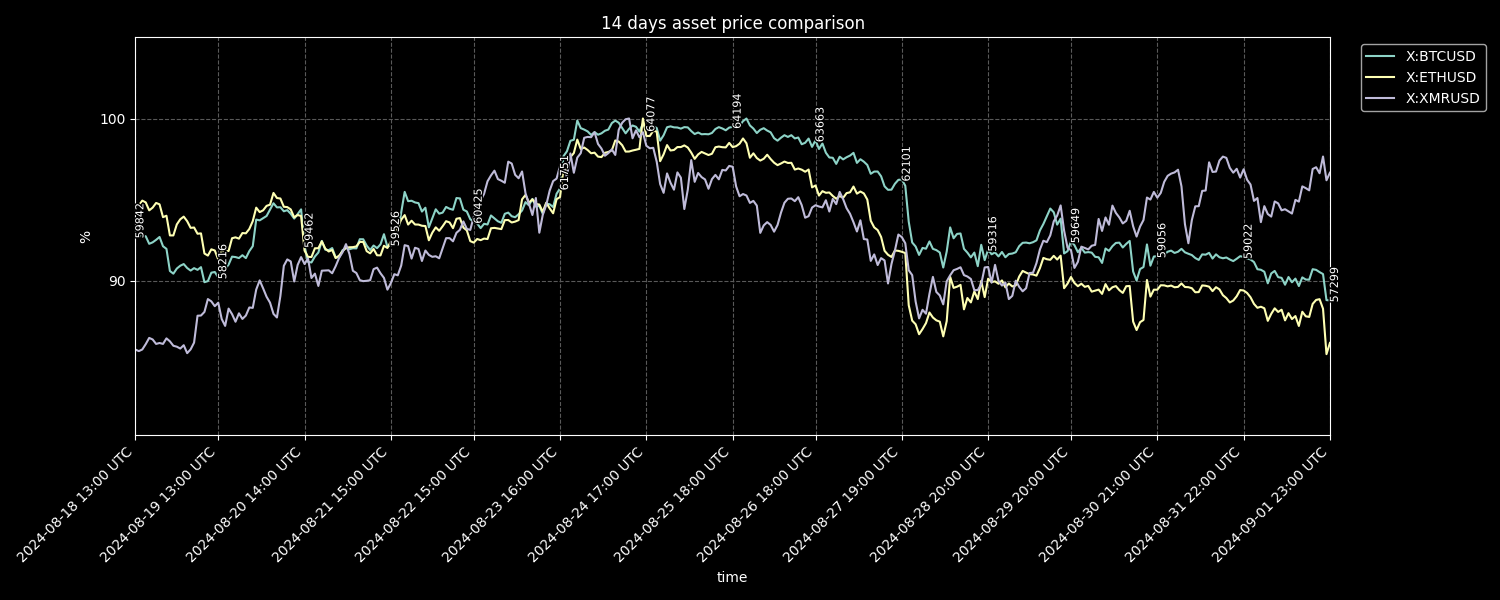 14 days asset price comparison
X:BTCUSD
X:ETHUSD
X:XMRUSD
100
90
%
59842
58216
59462
59526
60425
61751
64077
64194
63663
62101
59316
59649
59056
59022
57299
2024-08-18 13:00 UTC
2024-08-19 13:00 UTC
2024-08-20 14:00 UTC
2024-08-21 15:00 UTC
2024-08-22 15:00 UTC
2024-08-23 16:00 UTC
2024-08-24 17:00 UTC
2024-08-25 18:00 UTC
2024-08-26 18:00 UTC
2024-08-27 19:00 UTC
2024-08-28 20:00 UTC
2024-08-29 20:00 UTC
2024-08-30 21:00 UTC
2024-08-31 22:00 UTC
2024-09-01 23:00 UTC
time